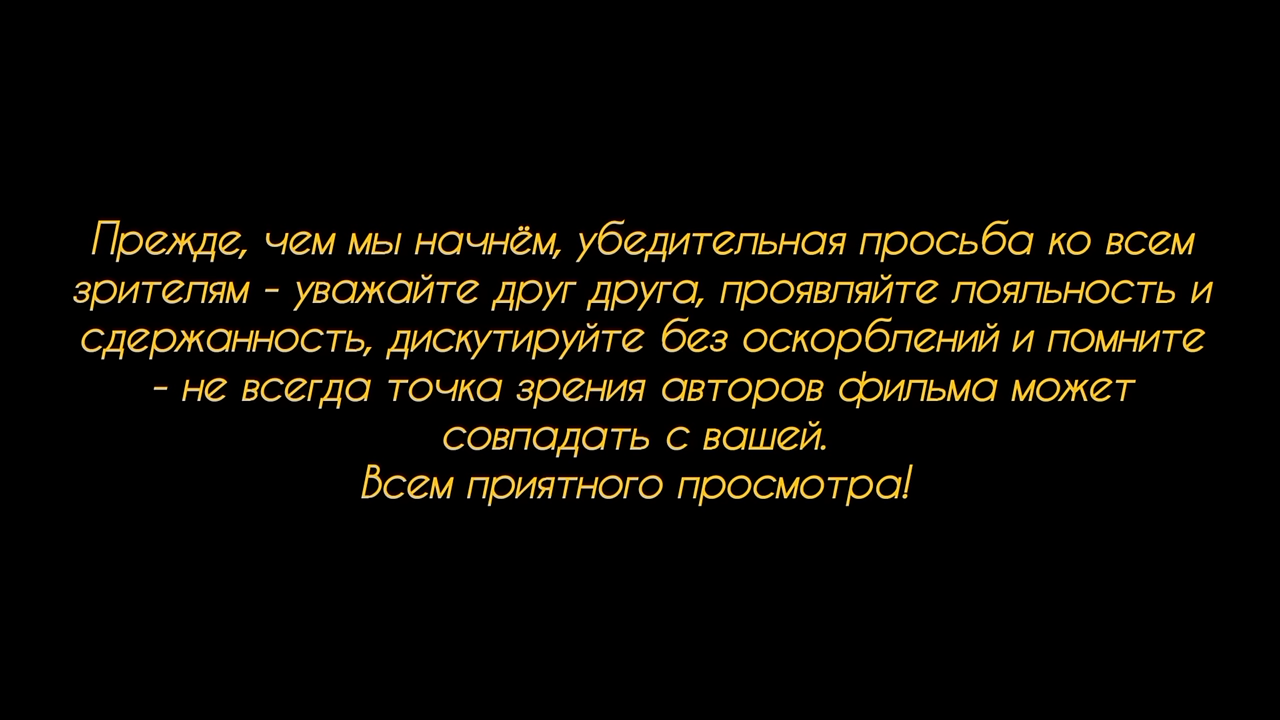 Прежде, чем мы начнём, убедительная просьба ко всем
зрителям - уважайте друг друга, проявляйте лояльность и
сдержанность, дискутируйте без оскорблений и помните
- не всегда точка зрения авторов фильма может
совпадать с вашей.
Всем приятного просмотра!